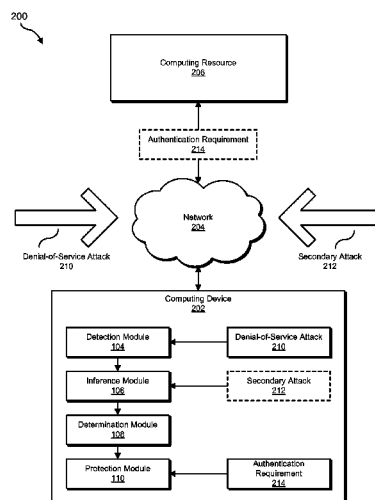 200
Computing Resource
206
Authentication Requirement
214
Network
204
Denial-of-Service Attack
210
Secondary Attack
212
Computing Device
202
Detection Module
104
Denial-of-Service Attack
210
Inference Module
106
Secondary Attack
212
Determination Module
108
Protection Module
110
Authentication
Requirement
214